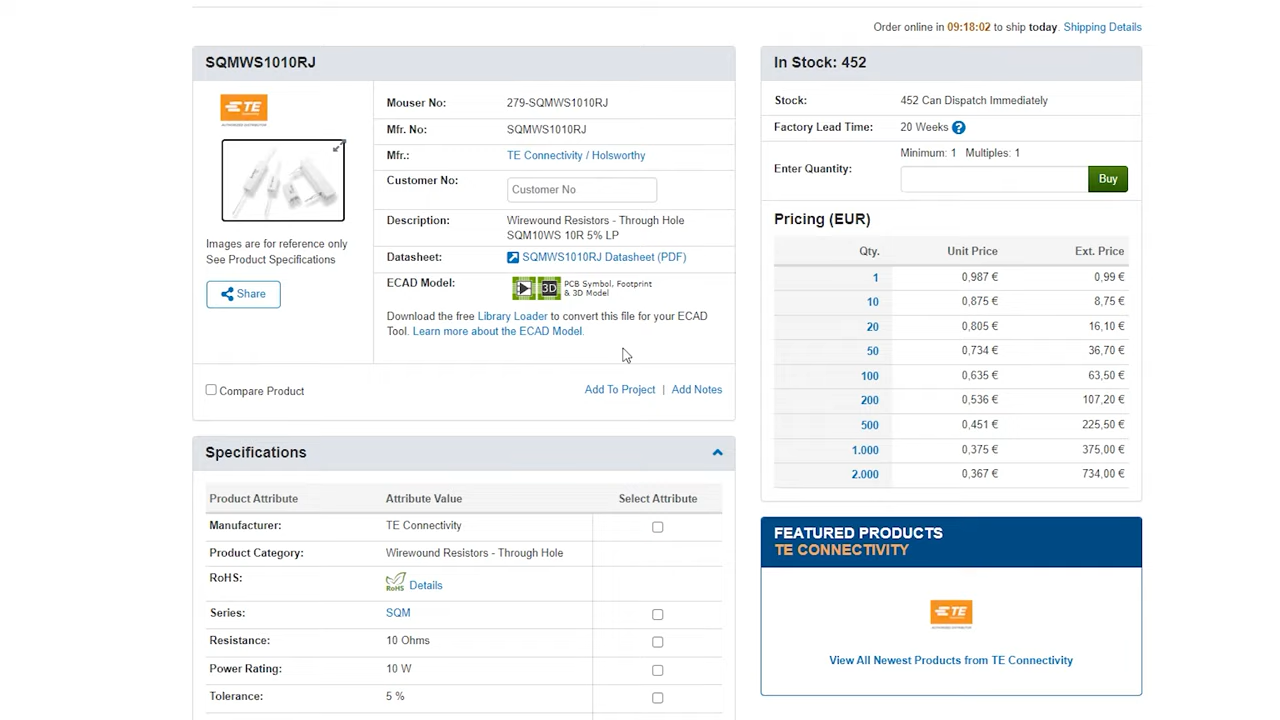 Order online in 09:18:02 to ship today. Shipping Details
SQMWS1010RJ
TE
AUTHORIZED DISTRIBUTOR
Images are for reference only
See Product Specifications
Share
Mouser No: 279-SQMWS1010RJ
Mfr. No: SQMWS1010RJ
Mfr.: TE Connectivity / Holsworthy
Customer No: Customer No
Description: Wirewound Resistors - Through Hole
SQM10WS 10R 5% LP
Datasheet: SQMWS1010RJ Datasheet (PDF)
ECAD Model: 3D PCB Symbol, Footprint
& 3D Model
Download the free Library Loader to convert this file for your ECAD
Tool. Learn more about the ECAD Model.
Compare Product Add To Project | Add Notes
Specifications
Product Attribute Attribute Value Select Attribute
Manufacturer: TE Connectivity
Product Category: Wirewound Resistors - Through Hole
RoHS: RoHS Details
Series: SQM
Resistance: 10 Ohms
Power Rating: 10 W
Tolerance: 5 %
In Stock: 452
Stock: 452 Can Dispatch Immediately
Factory Lead Time: 20 Weeks ?
Minimum: 1 Multiples: 1
Enter Quantity: Buy
Pricing (EUR)
Qty. Unit Price Ext. Price
1 0,987 € 0,99 €
10 0,875 € 8,75 €
20 0,805 € 16,10 €
50 0,734 € 36,70 €
100 0,635 € 63,50 €
200 0,536 € 107,20 €
500 0,451 € 225,50 €
1.000 0,375 € 375,00 €
2.000 0,367 € 734,00 €
FEATURED PRODUCTS
TE CONNECTIVITY
TE
AUTHORIZED DISTRIBUTOR
View All Newest Products from TE Connectivity